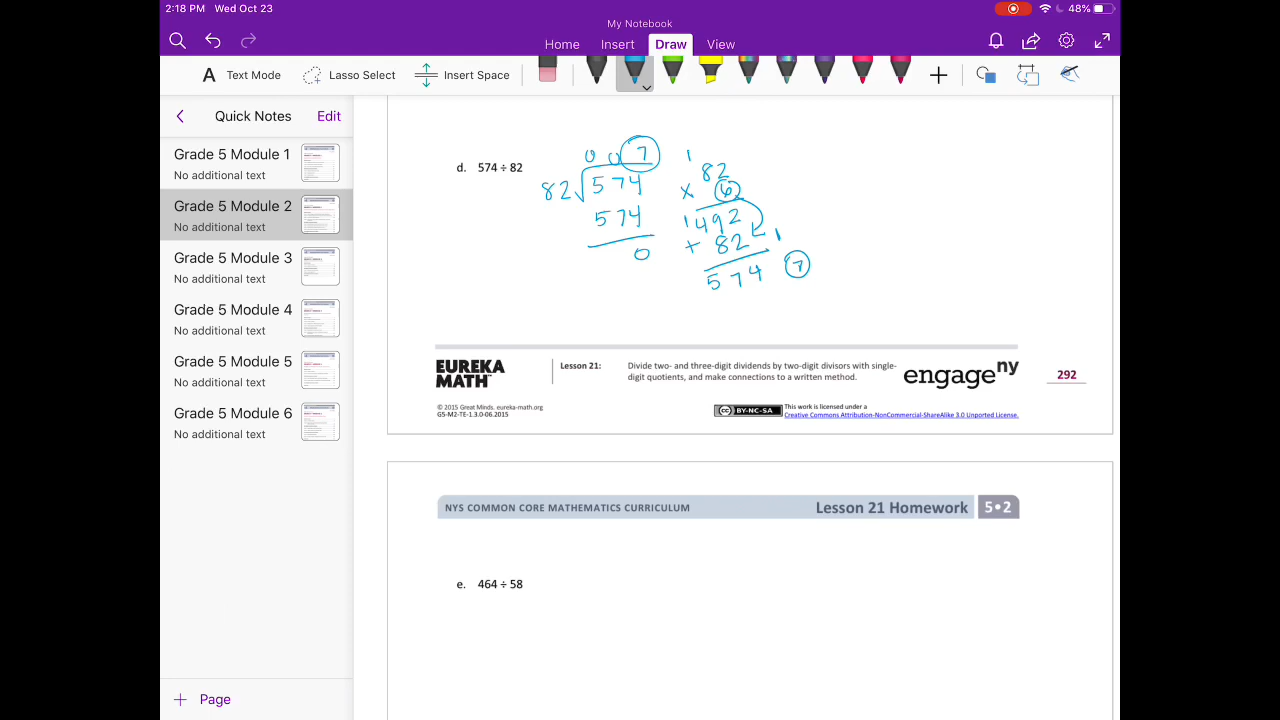 2:18 PM Wed Oct 23
48%
My Notebook
Home Insert Draw View
A Text Mode Lasso Select Insert Space
Quick Notes Edit
Grade 5 Module 1
No additional text
Grade 5 Module 2
No additional text
Grade 5 Module 3
No additional text
Grade 5 Module 4
No additional text
Grade 5 Module 5
No additional text
Grade 5 Module 6
No additional text
+ Page
d. 574 ÷ 82
0 0 7
82 574
574
0
1
82
x 6
1
492
+ 82 1
574 7
EUREKA
MATH
Lesson 21: Divide two- and three-digit dividends by two-digit divisors with single-
digit quotients, and make connections to a written method.
engage ny
292
© 2015 Great Minds. eureka-math.org
G5-M2-TE-1.3.0-06.2015
CC BY-NC-SA
This work is licensed under a
Creative Commons Attribution-NonCommercial-ShareAlike 3.0 Unported License.
NYS COMMON CORE MATHEMATICS CURRICULUM Lesson 21 Homework 5•2
e. 464 ÷ 58